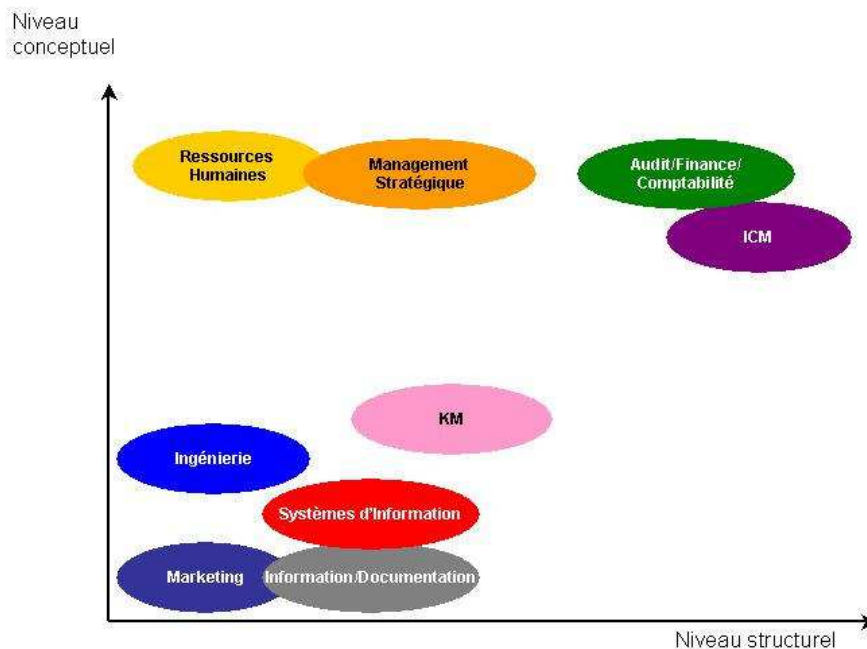 Niveau
conceptuel
Ressources
Humaines
Management
Stratégique
Audit/Finance/
Comptabilité
ICM
KM
Ingénierie
Systèmes d'Information
Marketing
Information/Documentation
Niveau structurel